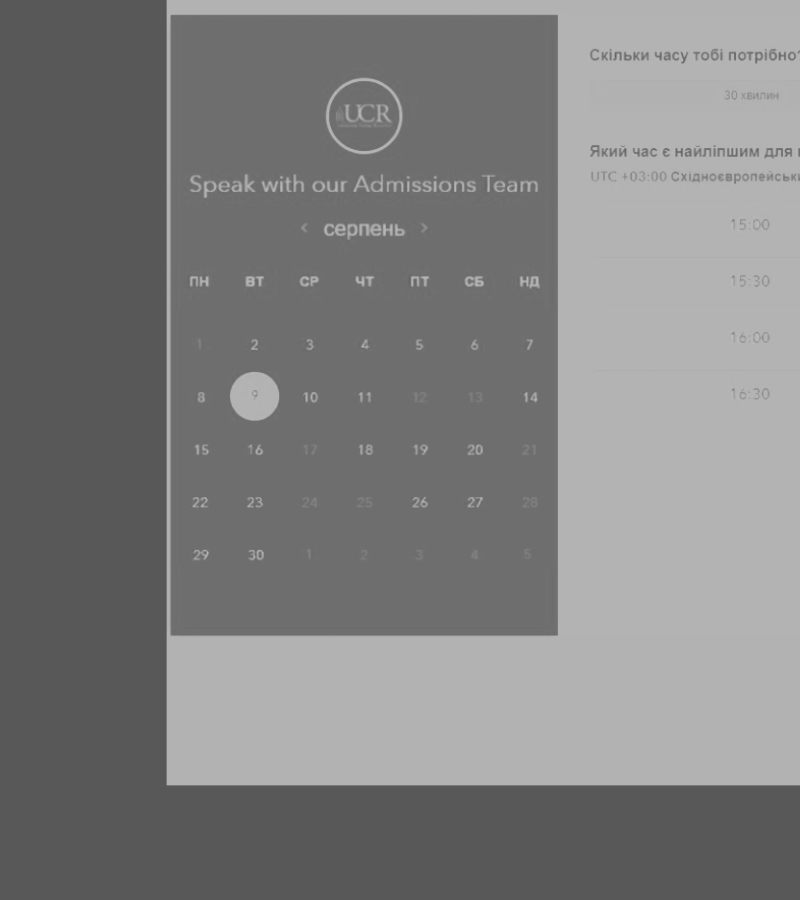 UCR
Speak with our Admissions Team
‹ серпень ›
ПН ВТ СР ЧТ ПТ СБ НД
1 2 3 4 5 6 7
8 9 10 11 12 13 14
15 16 17 18 19 20 21
22 23 24 25 26 27 28
29 30 1 2 3 4 5
Скільки часу тобі потрібно?
30 хвилин
Який час є найліпшим для
UTC +03:00 Східноєвропейськи
15:00
15:30
16:00
16:30